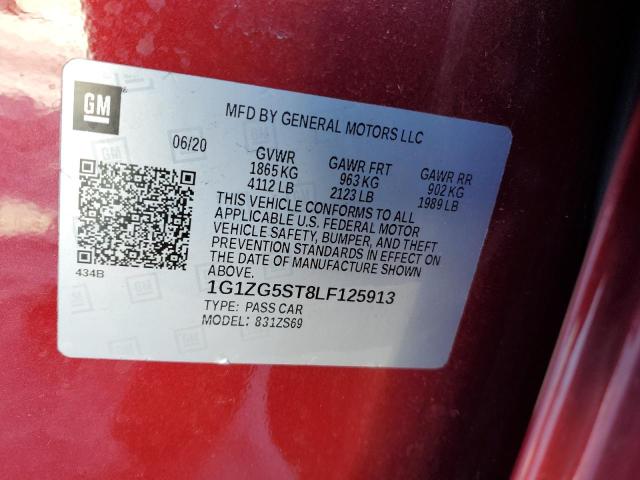 GM
MFD BY GENERAL MOTORS LLC
06/20
GVWR GAWR FRT GAWR RR
1865 KG 963 KG 902 KG
4112 LB 2123 LB 1989 LB
THIS VEHICLE CONFORMS TO ALL
APPLICABLE U.S. FEDERAL MOTOR
VEHICLE SAFETY, BUMPER, AND THEFT
PREVENTION STANDARDS IN EFFECT ON
THE DATE OF MANUFACTURE SHOWN
ABOVE.
434B
1G1ZG5ST8LF125913
TYPE: PASS CAR
MODEL: 831ZS69